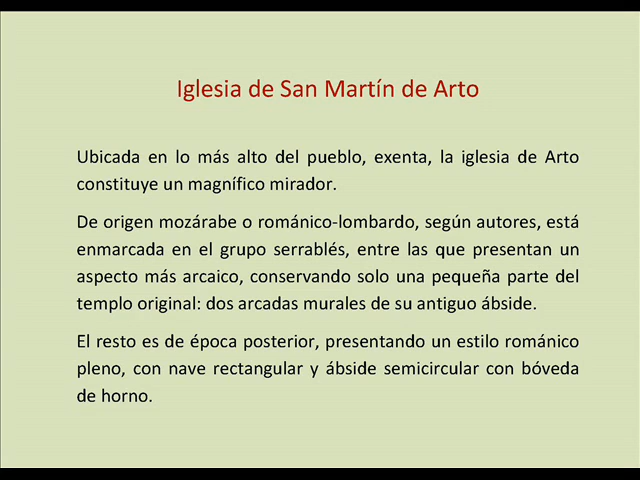 Iglesia de San Martín de Arto
Ubicada en lo más alto del pueblo, exenta, la iglesia de Arto
constituye un magnífico mirador.
De origen mozárabe o románico-lombardo, según autores, está
enmarcada en el grupo serrablés, entre las que presentan un
aspecto más arcaico, conservando solo una pequeña parte del
templo original: dos arcadas murales de su antiguo ábside.
El resto es de época posterior, presentando un estilo románico
pleno, con nave rectangular y ábside semicircular con bóveda
de horno.